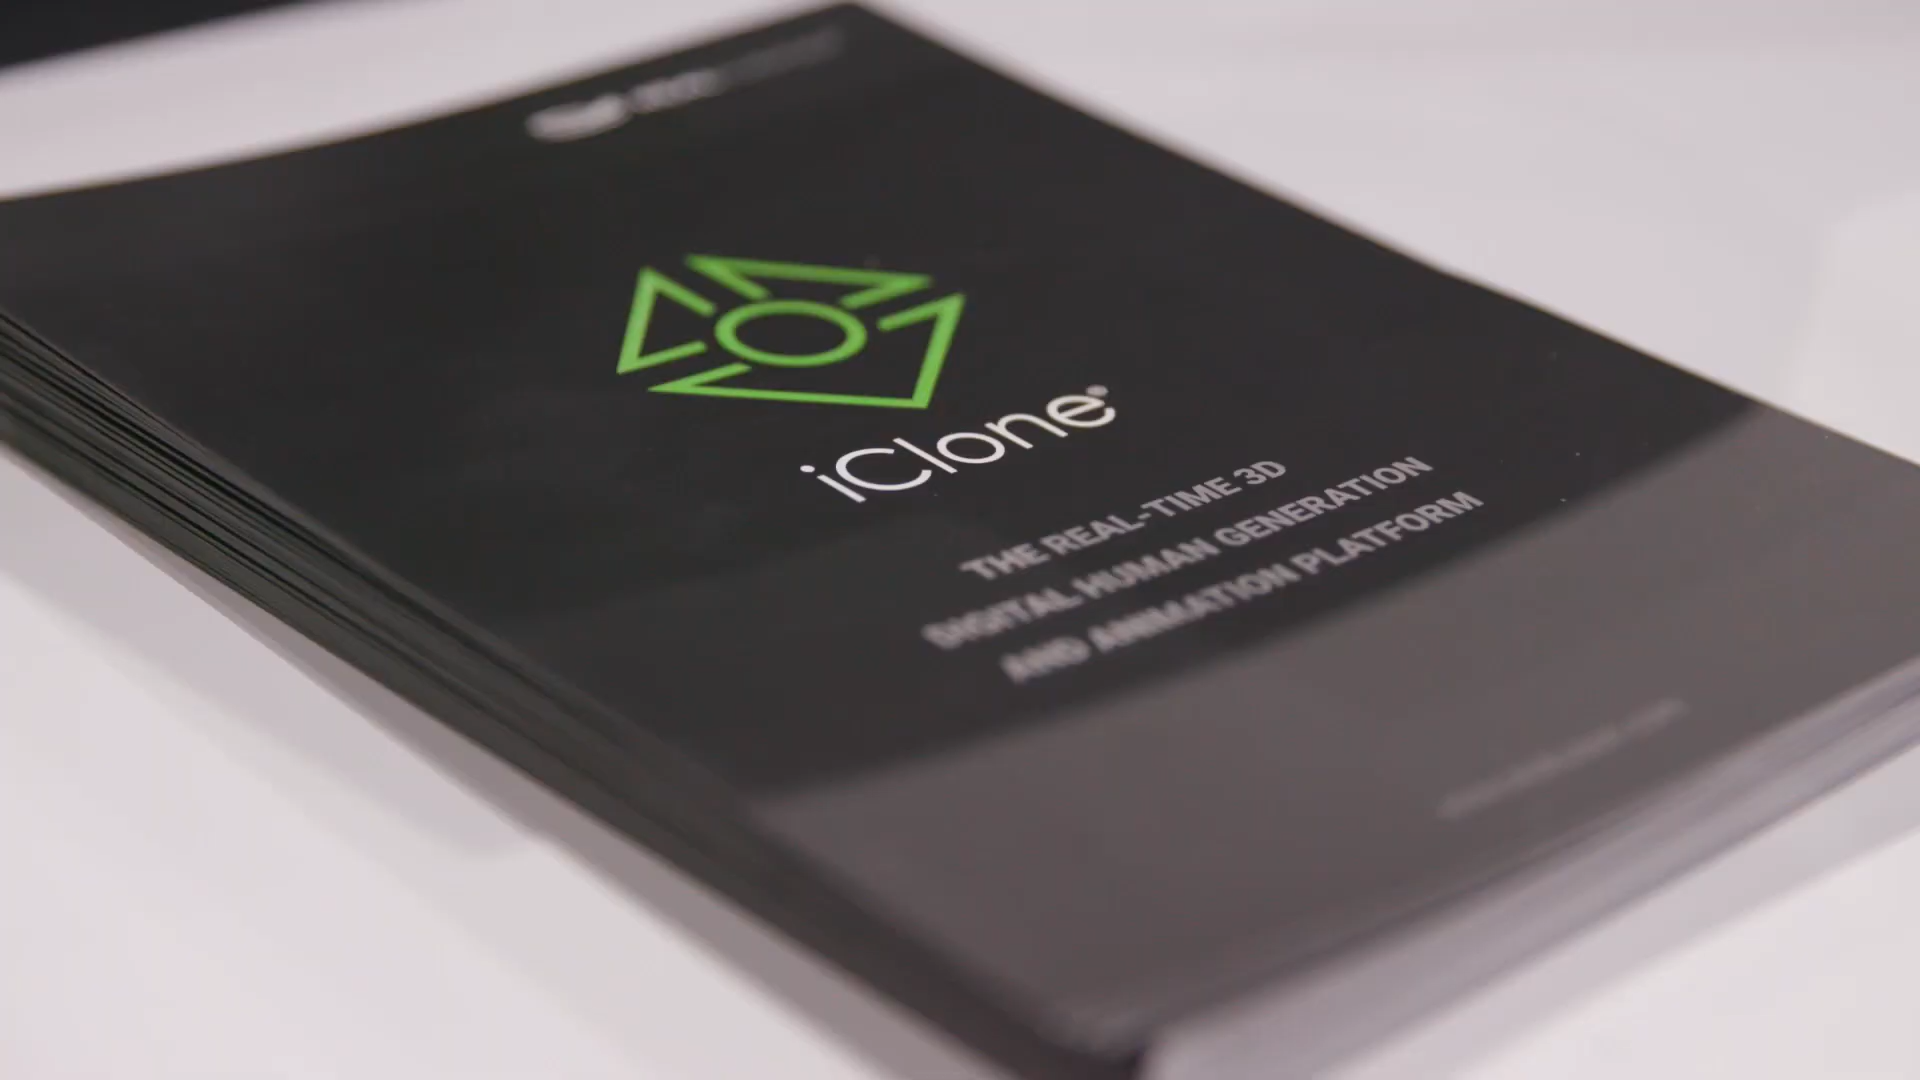 iClone®
THE REAL-TIME 3D
DIGITAL HUMAN GENERATION
AND ANIMATION PLATFORM